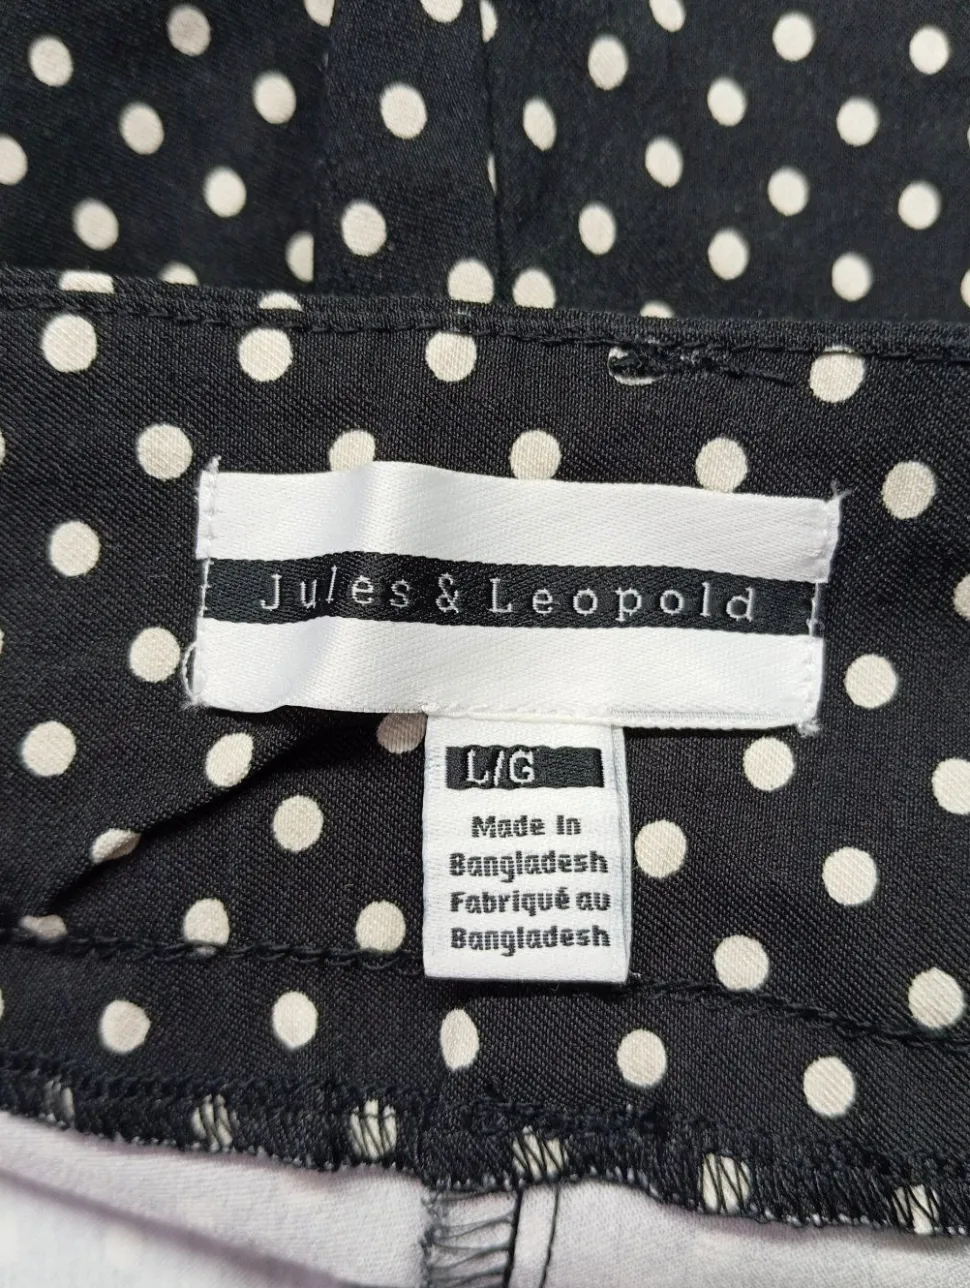 Jules & Leopold
L/G
Made In
Bangladesh
Fabriqué au
Bangladesh